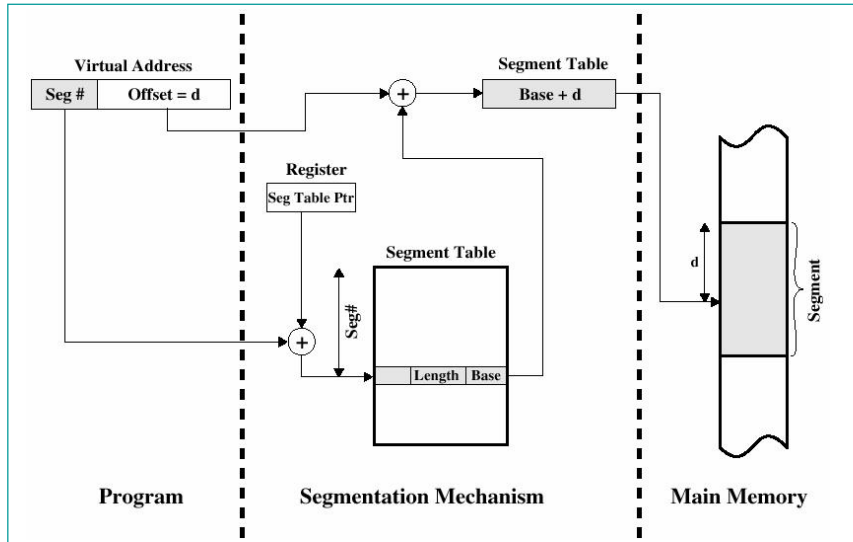 Virtual Address
Seg #
Offset = d
+
Segment Table
Base + d
Register
Seg Table Ptr
Segment Table
Seg#
+
Length
Base
d
Segment
Program
Segmentation Mechanism
Main Memory